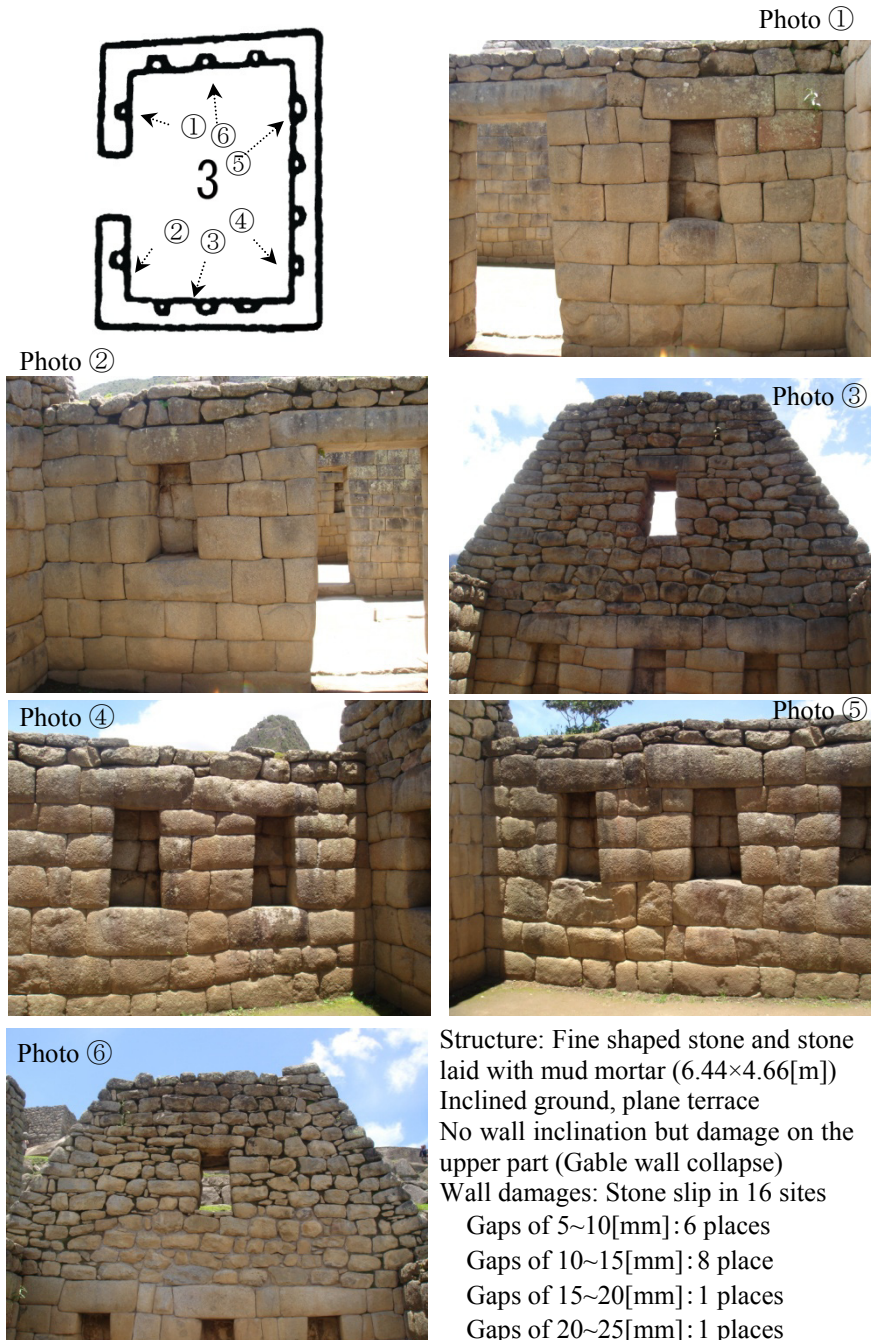 Photo ①
①
⑥
⑤
3
④
②
③
Photo ②
Photo ③
Photo ④
Photo ⑤
Photo ⑥
Structure: Fine shaped stone and stone
laid with mud mortar (6.44×4.66[m])
Inclined ground, plane terrace
No wall inclination but damage on the
upper part (Gable wall collapse)
Wall damages: Stone slip in 16 sites
Gaps of 5~10[mm]: 6 places
Gaps of 10~15[mm]: 8 place
Gaps of 15~20[mm]: 1 places
Gaps of 20~25[mm]: 1 places